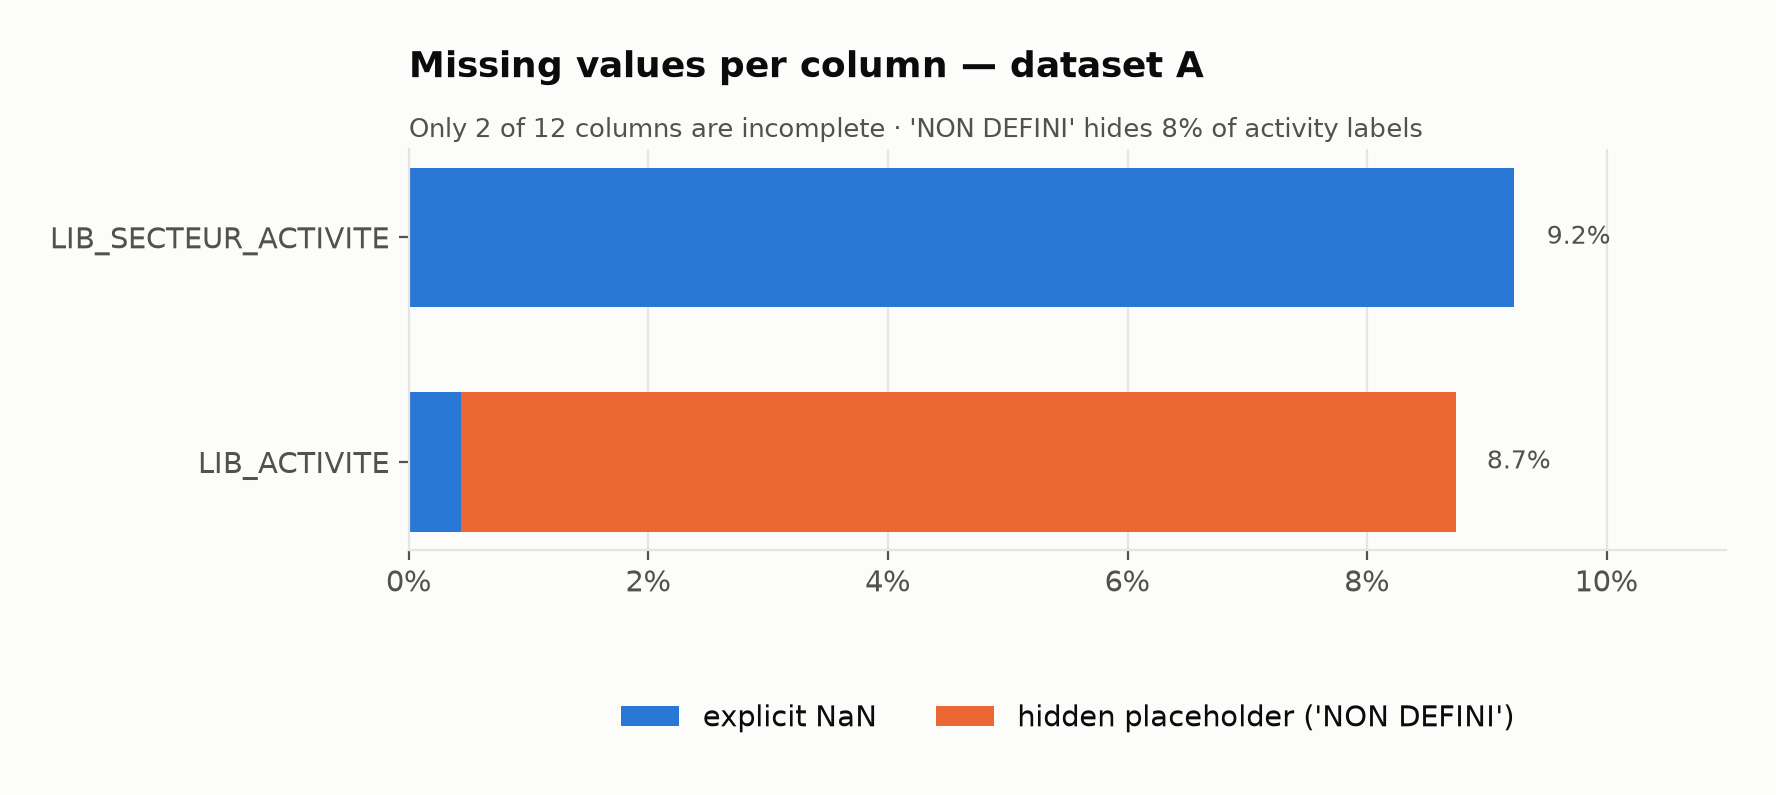 Missing values per column — dataset A
Only 2 of 12 columns are incomplete · 'NON DEFINI' hides 8% of activity labels
LIB_SECTEUR_ACTIVITE
9.2%
LIB_ACTIVITE
8.7%
0% 2% 4% 6% 8% 10%
explicit NaN hidden placeholder ('NON DEFINI')